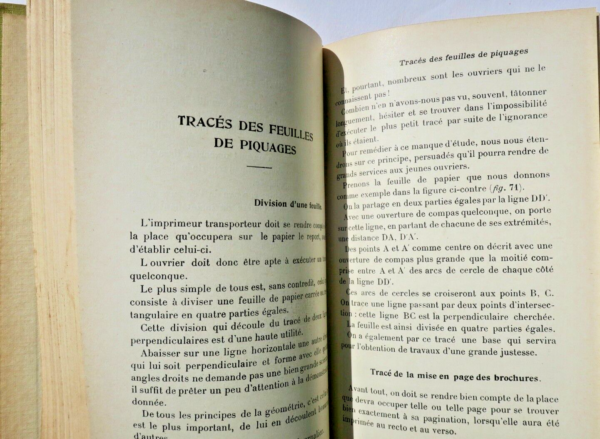 TRACÉS DES FEUILLES
DE PIQUAGES
Division d'une feuille.
L'imprimeur transporteur doit se rendre
la place qu'occupera sur le papier le report,
d'établir celui-ci.
L'ouvrier doit donc être apte à exécuter un
quelconque.
Le plus simple de tous est, sans contredit,
consiste à diviser une feuille de papier carrée
tangulaire en quatre parties égales.
Cette division qui découle du tracé de deux
perpendiculaires est d'une haute utilité.
Abaisser sur une ligne horizontale une autre
qui lui soit perpendiculaire et forme avec elle
angles droits ne demande pas une bien grande
il suffit de prêter un peu d'attention à la
donnée.
De tous les principes de la géométrie, c'est
est le plus important, de lui en découlent
d'autres
Tracés des feuilles de piquages
Et, pourtant, nombreux sont les ouvriers qui ne le
connaissent pas !
Combien n'en n'avons-nous pas vu, souvent, tâtonner
longuement, hésiter et se trouver dans l'impossibilité
d'exécuter le plus petit tracé par suite de l'ignorance
où ils étaient.
Pour remédier à ce manque d'étude, nous nous éten-
dons sur ce principe, persuadés qu'il pourra rendre de
grands services aux jeunes ouvriers.
Prenons la feuille de papier que nous donnons
comme exemple dans la figure ci-contre (fig. 71).
On la partage en deux parties égales par la ligne DD'.
Avec une ouverture de compas quelconque, on porte
sur cette ligne, en partant de chacune de ses extrémités,
une distance DA, D'A'.
Des points A et A' comme centre on décrit avec une
ouverture de compas plus grande que la moitié com-
prise entre A et A' des arcs de cercle de chaque côté
de la ligne DD'.
Ces arcs de cercles se croiseront aux points B, C.
On trace une ligne passant par deux points d'intersec-
tion : cette ligne BC est la perpendiculaire cherchée.
La feuille est ainsi divisée en quatre parties égales.
On a également par ce tracé une base qui servira
pour l'obtention de travaux d'une grande justesse.
Tracé de la mise en page des brochures.
Avant tout, on doit se rendre bien compte de la place
que devra occuper telle ou telle page pour se trouver
bien exactement à sa pagination, lorsqu'elle aura été
imprimée au recto et au verso.